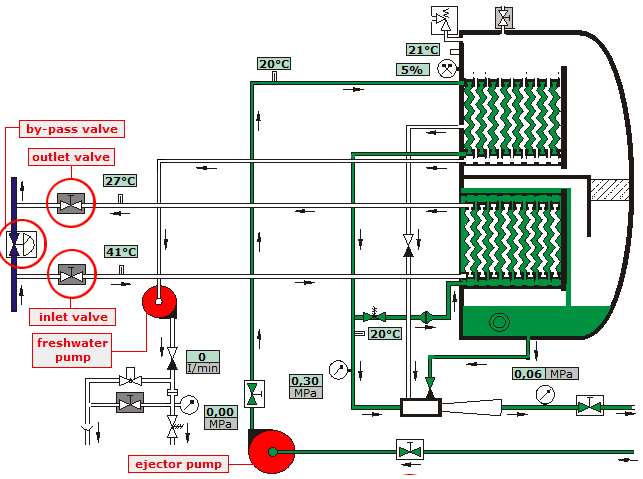 21°C
20°C
5%
by-pass valve
outlet valve
27°C
41°C
inlet valve
20°C
freshwater
pump
0
l/min
0,30
MPa
0,06 MPa
0,00
MPa
ejector pump